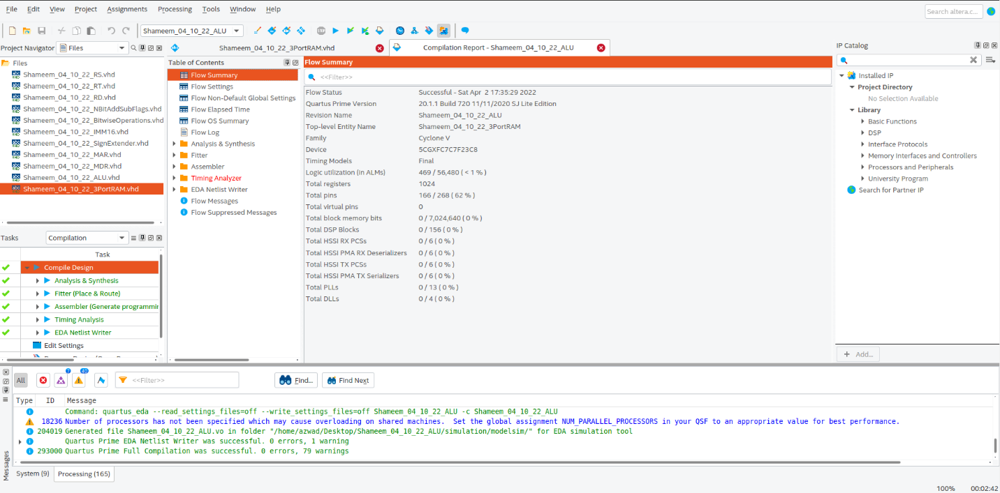 File Edit View Project Assignments Processing Tools Window Help
Search altera.c...
Shameem_04_10_22_ALU
Project Navigator Files
Shameem_04_10_22_3PortRAM.vhd
Compilation Report - Shameem_04_10_22_ALU
IP Catalog
Files
Shameem_04_10_22_RS.vhd
Shameem_04_10_22_RT.vhd
Shameem_04_10_22_RD.vhd
Shameem_04_10_22_NBitAddSubFlags.vhd
Shameem_04_10_22_BitwiseOperations.vhd
Shameem_04_10_22_IMM16.vhd
Shameem_04_10_22_SignExtender.vhd
Shameem_04_10_22_MAR.vhd
Shameem_04_10_22_MDR.vhd
Shameem_04_10_22_ALU.vhd
Shameem_04_10_22_3PortRAM.vhd
Tasks Compilation
Task
Compile Design
Analysis & Synthesis
Fitter (Place & Route)
Assembler (Generate programmin
Timing Analysis
EDA Netlist Writer
Edit Settings
Table of Contents
Flow Summary
Flow Settings
Flow Non-Default Global Settings
Flow Elapsed Time
Flow OS Summary
Flow Log
Analysis & Synthesis
Fitter
Assembler
Timing Analyzer
EDA Netlist Writer
Flow Messages
Flow Suppressed Messages
Flow Summary
<<Filter>>
Flow Status Successful - Sat Apr 2 17:35:29 2022
Quartus Prime Version 20.1.1 Build 720 11/11/2020 SJ Lite Edition
Revision Name Shameem_04_10_22_ALU
Top-level Entity Name Shameem_04_10_22_3PortRAM
Family Cyclone V
Device 5CGXFC7C7F23C8
Timing Models Final
Logic utilization (in ALMs) 469 / 56,480 ( < 1 % )
Total registers 1024
Total pins 166 / 268 ( 62 % )
Total virtual pins 0
Total block memory bits 0 / 7,024,640 ( 0 % )
Total DSP Blocks 0 / 156 ( 0 % )
Total HSSI RX PCSs 0 / 6 ( 0 % )
Total HSSI PMA RX Deserializers 0 / 6 ( 0 % )
Total HSSI TX PCSs 0 / 6 ( 0 % )
Total HSSI PMA TX Serializers 0 / 6 ( 0 % )
Total PLLs 0 / 13 ( 0 % )
Total DLLs 0 / 4 ( 0 % )
Installed IP
Project Directory
No Selection Available
Library
Basic Functions
DSP
Interface Protocols
Memory Interfaces and Controllers
Processors and Peripherals
University Program
Search for Partner IP
+ Add...
All 7 40 <<Filter>> Find... Find Next
Type ID Message
Command: quartus_eda --read_settings_files=off --write_settings_files=off Shameem_04_10_22_ALU -c Shameem_04_10_22_ALU
18236 Number of processors has not been specified which may cause overloading on shared machines. Set the global assignment NUM_PARALLEL_PROCESSORS in your QSF to an appropriate value for best performance.
204019 Generated file Shameem_04_10_22_ALU.vo in folder "/home/azwad/Desktop/Shameem_04_10_22_ALU/simulation/modelsim/" for EDA simulation tool
Quartus Prime EDA Netlist Writer was successful. 0 errors, 1 warning
293000 Quartus Prime Full Compilation was successful. 0 errors, 79 warnings
Messages
System (9) Processing (165)
100% 00:02:42